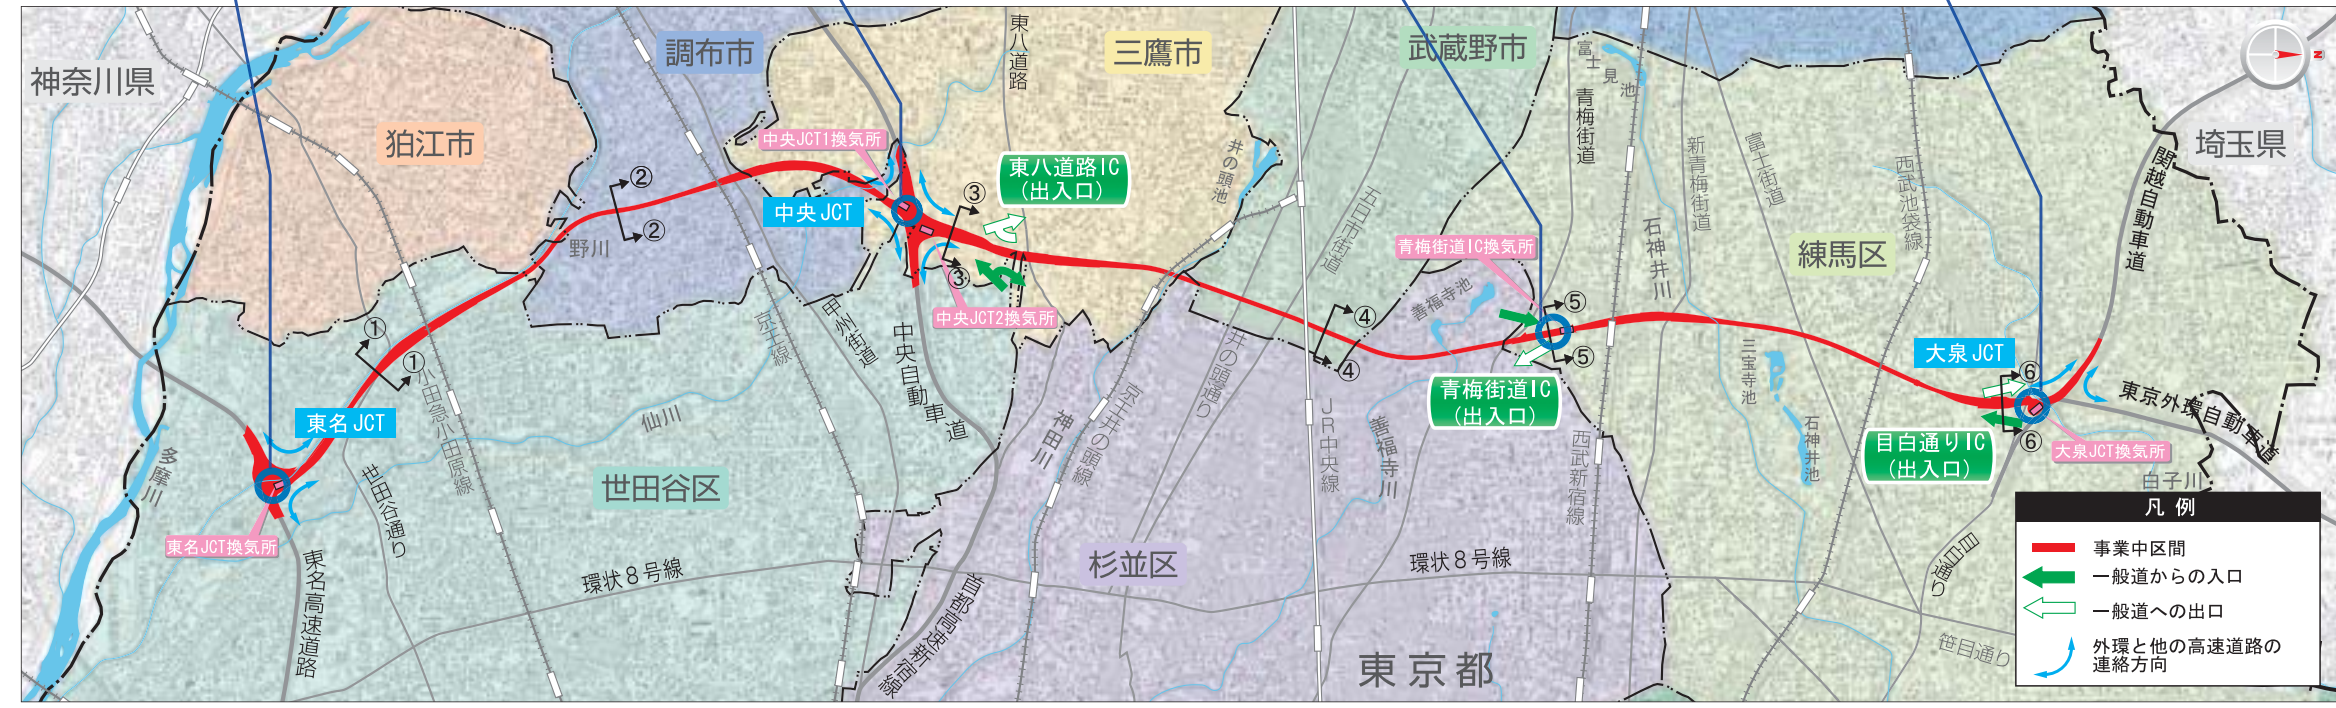 神奈川県
狛江市
調布市
三鷹市
武蔵野市
練馬区
埼玉県
世田谷区
杉並区
東京都
N
東八道路
富士見池
青梅街道
新青梅街道
富士街道
西武池袋線
関越自動車道
中央JCT1換気所
東八道路IC
(出入口)
中央JCT
井の頭池
五日市街道
石神井川
青梅街道IC換気所
善福寺池
野川
①
①
②
②
③
③
④
④
⑤
⑤
⑥
⑥
中央JCT2換気所
京王線
甲州街道
中央自動車道
井の頭通り
京王井の頭線
神田川
JR中央線
善福寺川
青梅街道IC
(出入口)
西武新宿線
三宝寺池
石神井池
大泉JCT
東京外環自動車道
目白通りIC
(出入口)
大泉JCT換気所
白子川
小田急小田原線
東名JCT
仙川
多摩川
世田谷通り
東名JCT換気所
東名高速道路
環状8号線
首都高速新宿線
環状8号線
目白通り
笹目通り
凡例
事業中区間
一般道からの入口
一般道への出口
外環と他の高速道路の
連絡方向